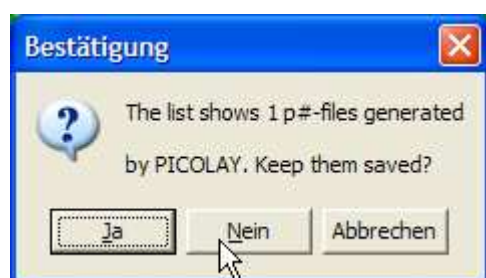 Bestätigung
The list shows 1 p#-files generated
by PICOLAY. Keep them saved?
Ja Nein Abbrechen